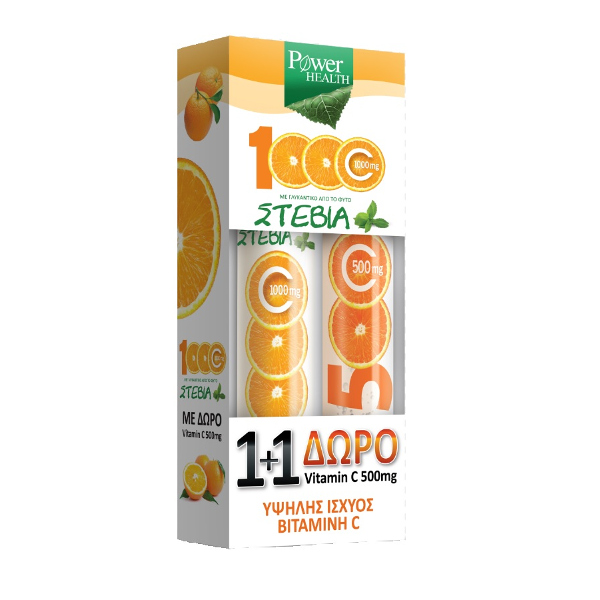 Power
HEALTH
1000
C
1000mg
ΜΕ ΓΛΥΚΑΝΤΙΚΟ ΑΠΟ ΤΟ ΦΥΤΟ
ΣΤΕΒΙΑ
ΣΤΕΒΙΑ
C
1000mg
C
500mg
5
1+1 ΔΩΡΟ
Vitamin C 500mg
ΥΨΗΛΗΣ ΙΣΧΥΟΣ
ΒΙΤΑΜΙΝΗ C
1000
C
ΣΤΕΒΙΑ
ΜΕ ΔΩΡΟ
Vitamin C 500mg